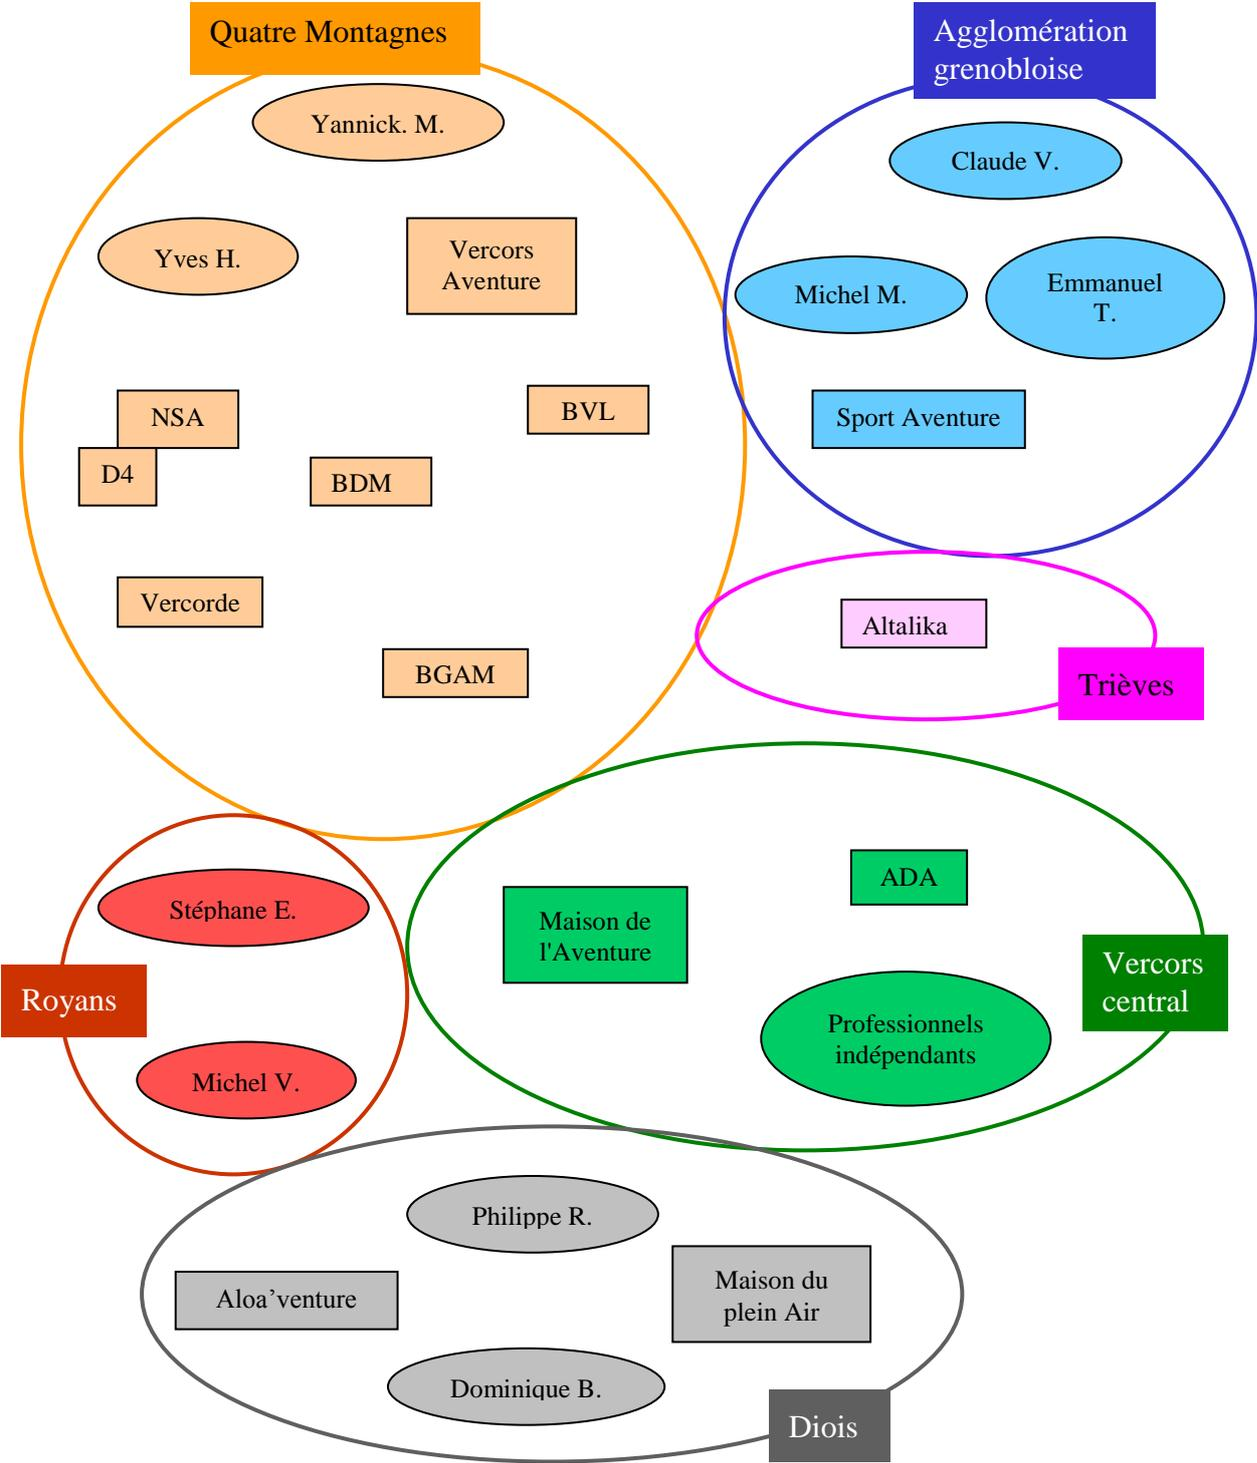 Quatre Montagnes
Yannick. M.
Yves H.
Vercors
Aventure
NSA
D4
BDM
BVL
Vercorde
BGAM
Agglomération
grenobloise
Claude V.
Michel M.
Emmanuel
T.
Sport Aventure
Altalika
Trièves
Royans
Stéphane E.
Michel V.
Maison de
l'Aventure
ADA
Professionnels
indépendants
Vercors
central
Philippe R.
Aloa’venture
Maison du
plein Air
Dominique B.
Diois